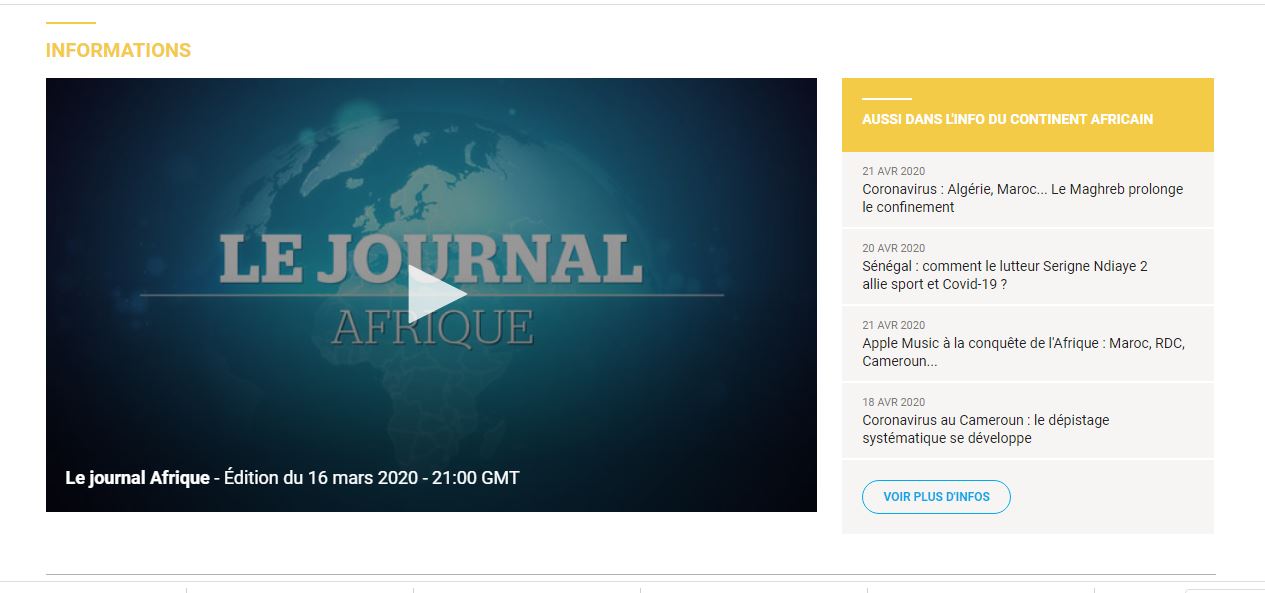 INFORMATIONS
LE JOURNAL
AFRIQUE
Le journal Afrique - Édition du 16 mars 2020 - 21:00 GMT
AUSSI DANS L'INFO DU CONTINENT AFRICAIN
21 AVR 2020
Coronavirus : Algérie, Maroc... Le Maghreb prolonge
le confinement
20 AVR 2020
Sénégal : comment le lutteur Serigne Ndiaye 2
allie sport et Covid-19 ?
21 AVR 2020
Apple Music à la conquête de l'Afrique : Maroc, RDC,
Cameroun...
18 AVR 2020
Coronavirus au Cameroun : le dépistage
systématique se développe
VOIR PLUS D'INFOS